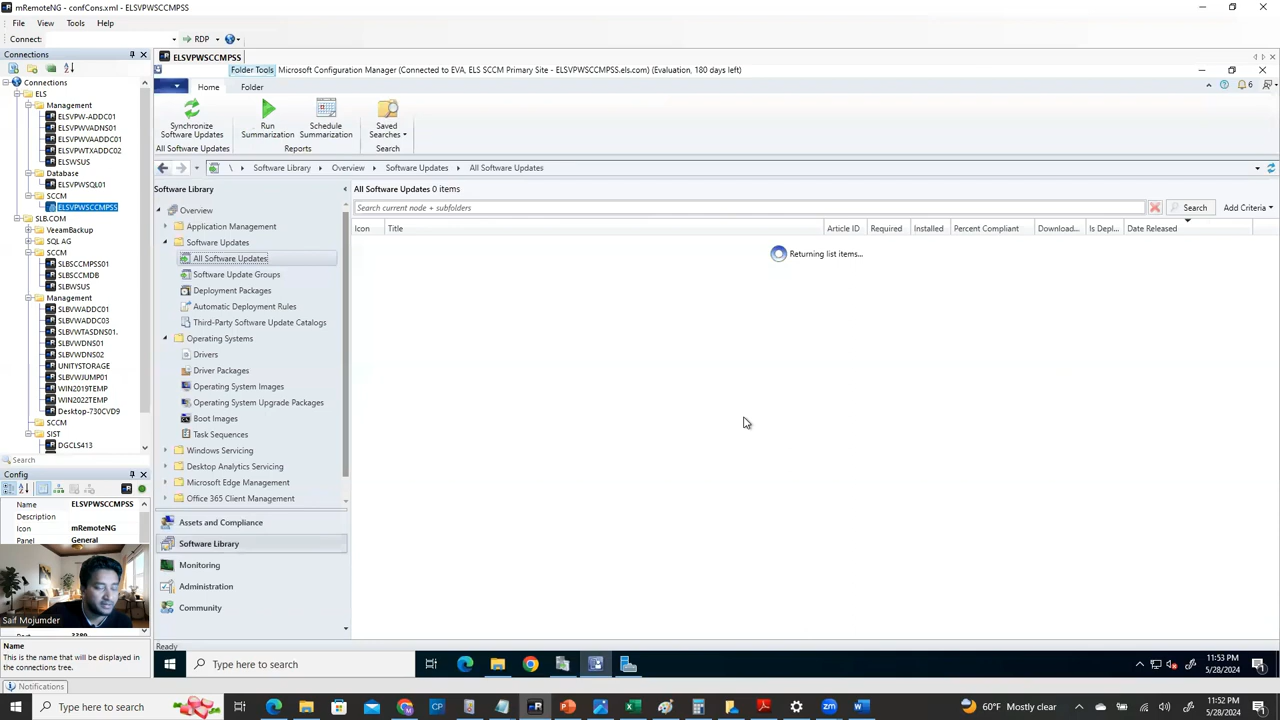 mRemoteNG - confCons.xml - ELSVPWSCCMPSS
File View Tools Help
Connect: RDP
Connections
ELSVPWSCCMPSS
Folder Tools Microsoft Configuration Manager (Connected to EVA, ELS SCCM Primary Site - ELSVPWSCCMPSS.els.com) (Evaluation, 180 days left)
Home Folder
6
Synchronize Software Updates
Run Summarization
Schedule Summarization
Saved Searches
All Software Updates Reports Search
\ Software Library Overview Software Updates All Software Updates
Connections
ELS
Management
ELSVPW-ADDC01
ELSVPWVADNS01
ELSVPWVAADDC01
ELSVPWTXADDC02
ELSWSUS
Database
ELSVPWSQL01
SCCM
ELSVPWSCCMPSS
SLB.COM
VeeamBackup
SQL AG
SCCM
SLBSCCMPSS01
SLBSCCMDB
SLBWSUS
Management
SLBVWADDC01
SLBVWADDC03
SLBVWTASDNS01.
SLBVWDNS01
SLBVWDNS02
UNITYSTORAGE
SLBVWJUMP01
WIN2019TEMP
WIN2022TEMP
Desktop-730CVD9
SCCM
SIST
DGCLS413
Search
Config
Name ELSVPWSCCMPSS
Description
Icon mRemoteNG
Panel General
Saif Mojumder
Port 3389
Name
This is the name that will be displayed in the connections tree.
Notifications
Software Library
Overview
Application Management
Software Updates
All Software Updates
Software Update Groups
Deployment Packages
Automatic Deployment Rules
Third-Party Software Update Catalogs
Operating Systems
Drivers
Driver Packages
Operating System Images
Operating System Upgrade Packages
Boot Images
Task Sequences
Windows Servicing
Desktop Analytics Servicing
Microsoft Edge Management
Office 365 Client Management
Assets and Compliance
Software Library
Monitoring
Administration
Community
Ready
All Software Updates 0 items
Search current node + subfolders Search Add Criteria
Icon Title Article ID Required Installed Percent Compliant Download... Is Depl... Date Released
Returning list items...
Type here to search
11:53 PM
5/28/2024
Type here to search
60°F Mostly clear
11:52 PM
5/28/2024